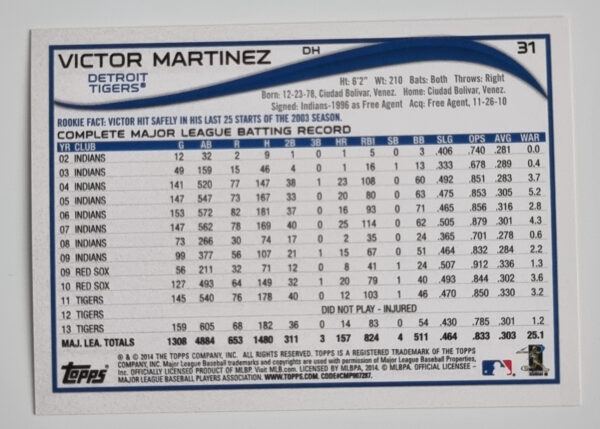 VICTOR MARTINEZ DH 31
DETROIT
TIGERS®
Ht: 6'2" Wt: 210 Bats: Both Throws: Right
Born: 12-23-78, Ciudad Bolivar, Venez. Home: Ciudad Bolivar, Venez.
Signed: Indians-1996 as Free Agent Acq: Free Agent, 11-26-10
ROOKIE FACT: VICTOR HIT SAFELY IN HIS LAST 25 STARTS OF THE 2003 SEASON.
COMPLETE MAJOR LEAGUE BATTING RECORD
YR CLUB G AB R H 2B 3B HR RBI SB BB SLG OPS AVG WAR
02 INDIANS 12 32 2 9 1 0 1 5 0 3 .406 .740 .281 0.0
03 INDIANS 49 159 15 46 4 0 1 16 1 13 .333 .678 .289 0.4
04 INDIANS 141 520 77 147 38 1 23 108 0 60 .492 .851 .283 3.7
05 INDIANS 147 547 73 167 33 0 20 80 0 63 .475 .853 .305 5.2
06 INDIANS 153 572 82 181 37 0 16 93 0 71 .465 .856 .316 2.8
07 INDIANS 147 562 78 169 40 0 25 114 0 62 .505 .879 .301 4.3
08 INDIANS 73 266 30 74 17 0 2 35 0 24 .365 .701 .278 0.6
09 INDIANS 99 377 56 107 21 1 15 67 0 51 .464 .832 .284 2.2
09 RED SOX 56 211 32 71 12 0 8 41 1 24 .507 .912 .336 1.3
10 RED SOX 127 493 64 149 32 1 20 79 1 40 .493 .844 .302 3.6
11 TIGERS 145 540 76 178 40 0 12 103 1 46 .470 .850 .330 3.2
12 TIGERS DID NOT PLAY - INJURED
13 TIGERS 159 605 68 182 36 0 14 83 0 54 .430 .785 .301 1.2
MAJ. LEA. TOTALS 1308 4884 653 1480 311 3 157 824 4 511 .464 .833 .303 25.1
® & © 2014 THE TOPPS COMPANY, INC. ALL RIGHTS RESERVED. TOPPS IS A REGISTERED TRADEMARK OF THE TOPPS
COMPANY, INC. Major League Baseball trademarks and copyrights are used with permission of Major League Baseball Properties,
Inc. OFFICIALLY LICENSED PRODUCT OF MLBP. Visit MLB.com. LICENSED BY MLBPA, 2014. © MLBPA. OFFICIAL LICENSEE -
MAJOR LEAGUE BASEBALL PLAYERS ASSOCIATION. WWW.TOPPS.COM. CODE#CMP007287.
Topps